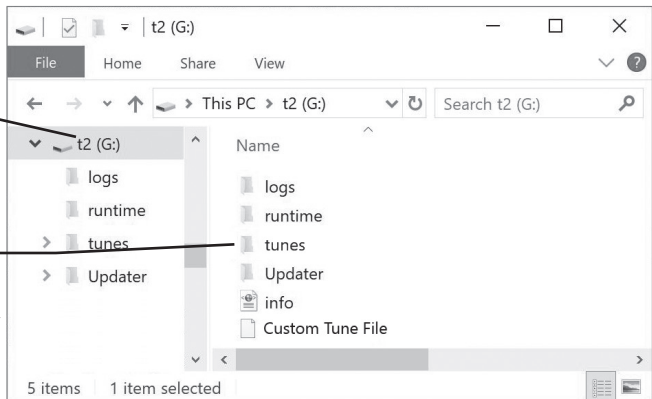 t2 (G:)
File Home Share View ?
This PC > t2 (G:) Search t2 (G:)
t2 (G:) Name
logs logs
runtime runtime
tunes tunes
Updater Updater
info
Custom Tune File
5 items 1 item selected